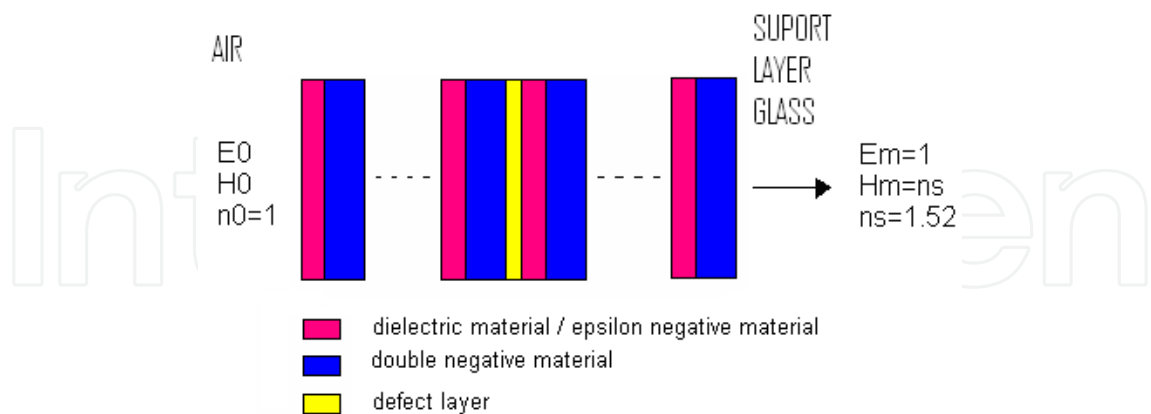 AIR
SUPORT
LAYER
GLASS
E0
H0
n0=1
Em=1
Hm=ns
ns=1.52
dielectric material / epsilon negative material
double negative material
defect layer